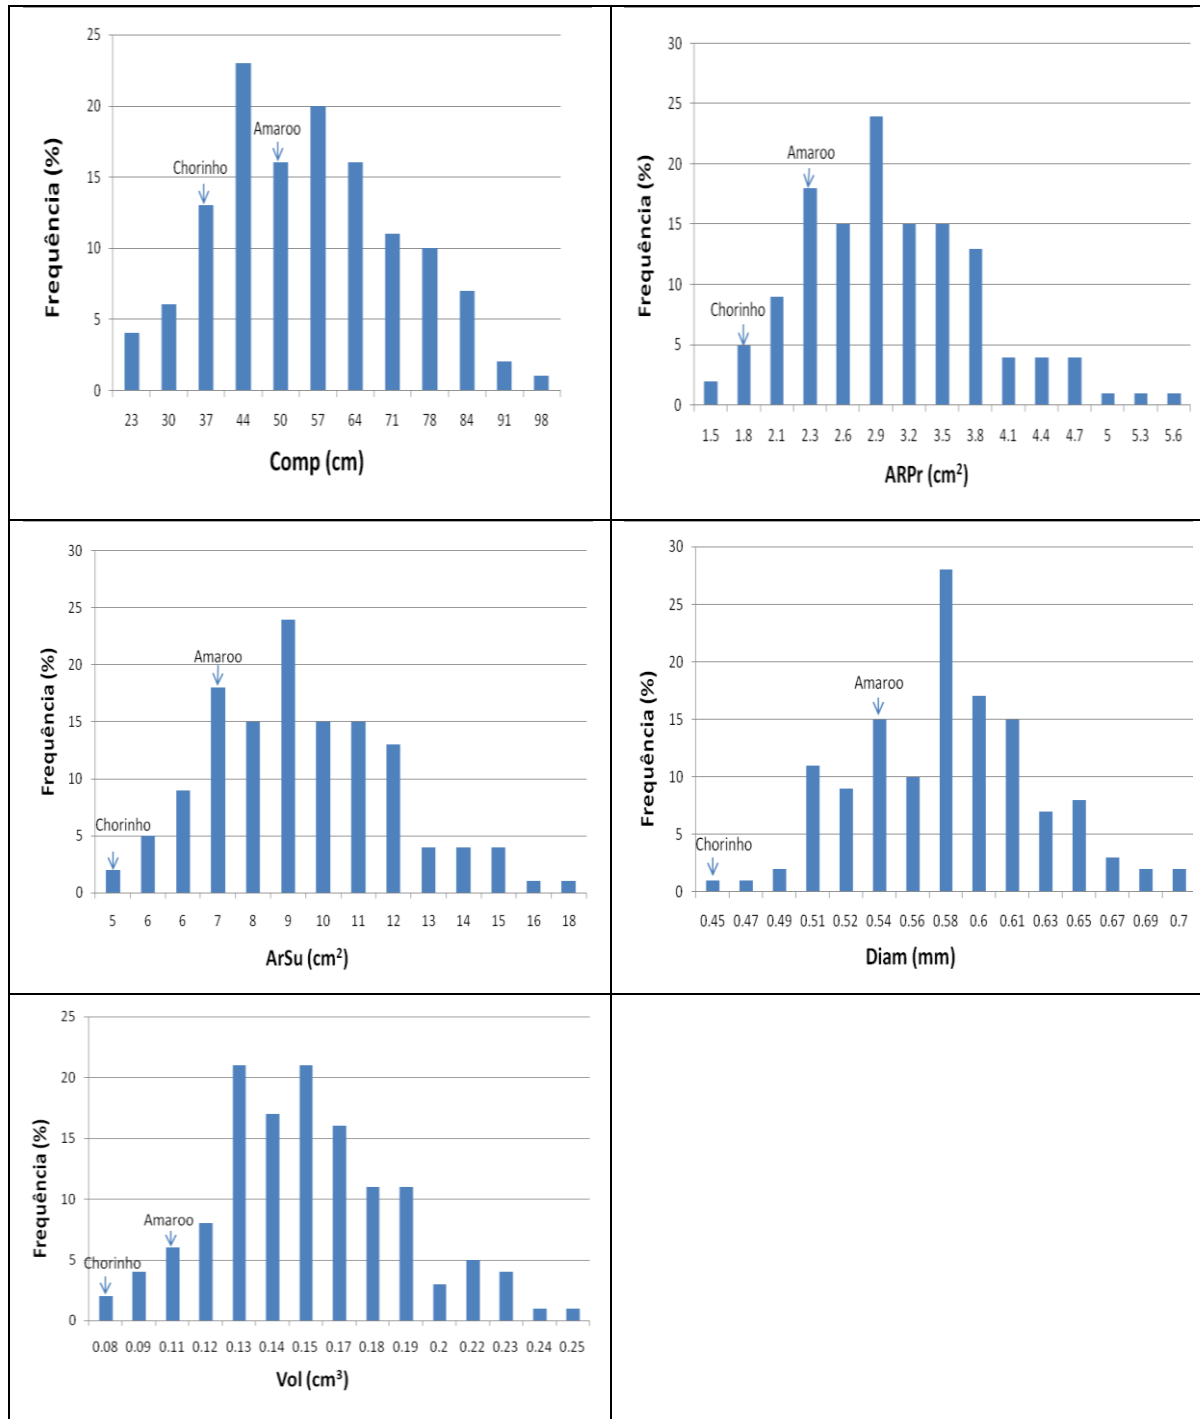 25
20
15
10
5
0
Frequência (%)
Chorinho
Amaroo
23 30 37 44 50 57 64 71 78 84 91 98
Comp (cm)
30
25
20
15
10
5
0
Frequência (%)
Chorinho
Amaroo
1.5 1.8 2.1 2.3 2.6 2.9 3.2 3.5 3.8 4.1 4.4 4.7 5 5.3 5.6
ARPr (cm²)
30
25
20
15
10
5
0
Frequência (%)
Chorinho
Amaroo
5 6 6 7 8 9 10 11 12 13 14 15 16 18
ArSu (cm²)
30
25
20
15
10
5
0
Frequência (%)
Chorinho
Amaroo
0.45 0.47 0.49 0.51 0.52 0.54 0.56 0.58 0.6 0.61 0.63 0.65 0.67 0.69 0.7
Diam (mm)
25
20
15
10
5
0
Frequência (%)
Chorinho
Amaroo
0.08 0.09 0.11 0.12 0.13 0.14 0.15 0.17 0.18 0.19 0.2 0.22 0.23 0.24 0.25
Vol (cm³)